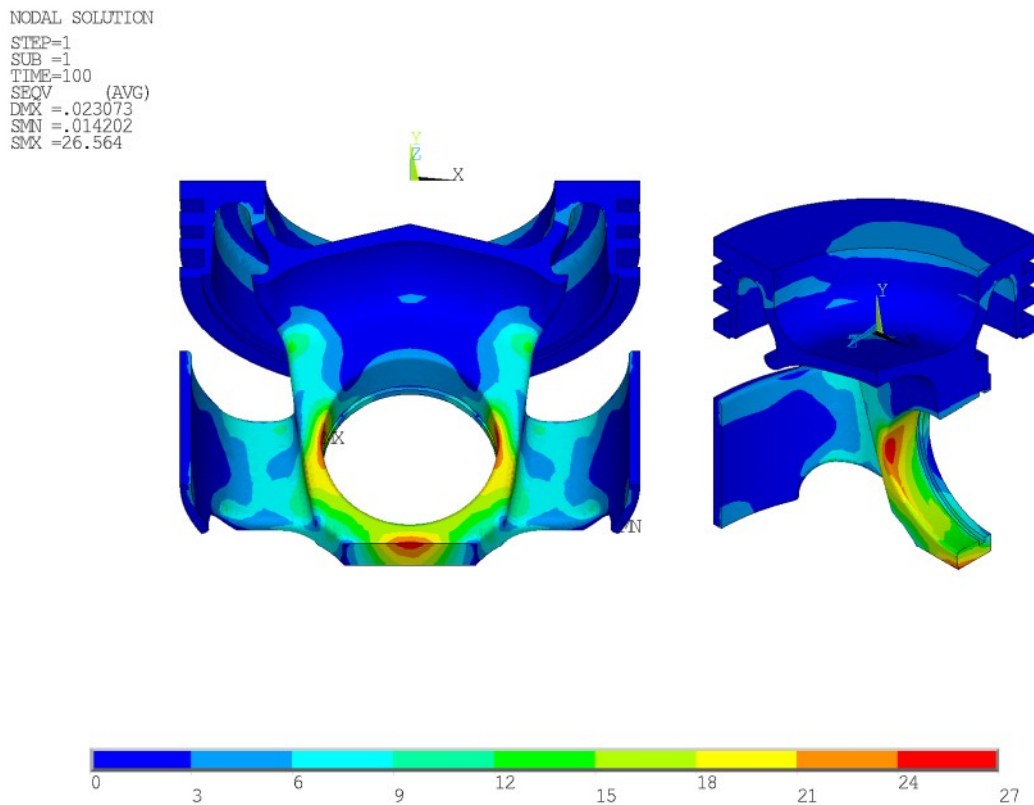 NODAL SOLUTION
STEP=1
SUB =1
TIME=100
SEQV (AVG)
DMX =.023073
SMN =.014202
SMX =26.564
Y
Z
X
MX
MN
Y
Z
0 3 6 9 12 15 18 21 24 27